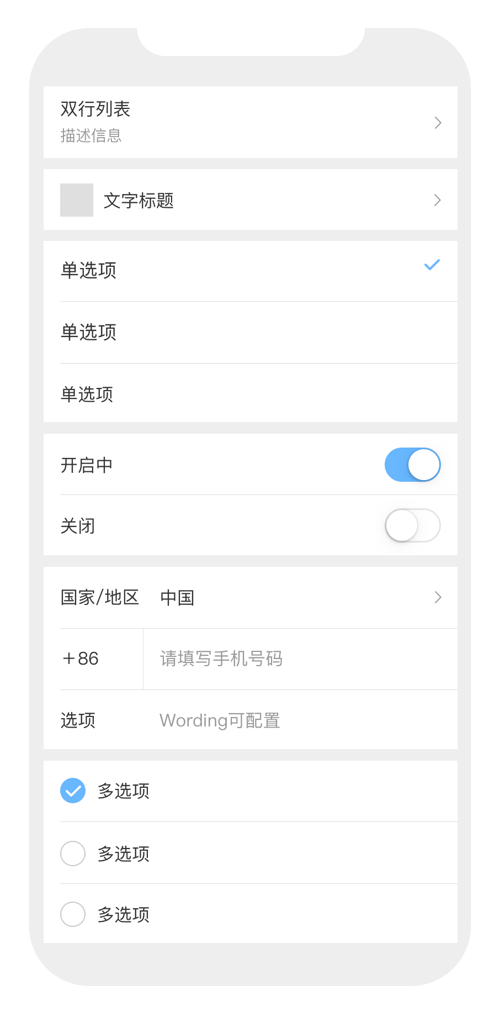 双行列表
描述信息
文字标题
单选项
单选项
单选项
开启中
关闭
国家/地区 中国
+86 请填写手机号码
选项 Wording可配置
多选项
多选项
多选项